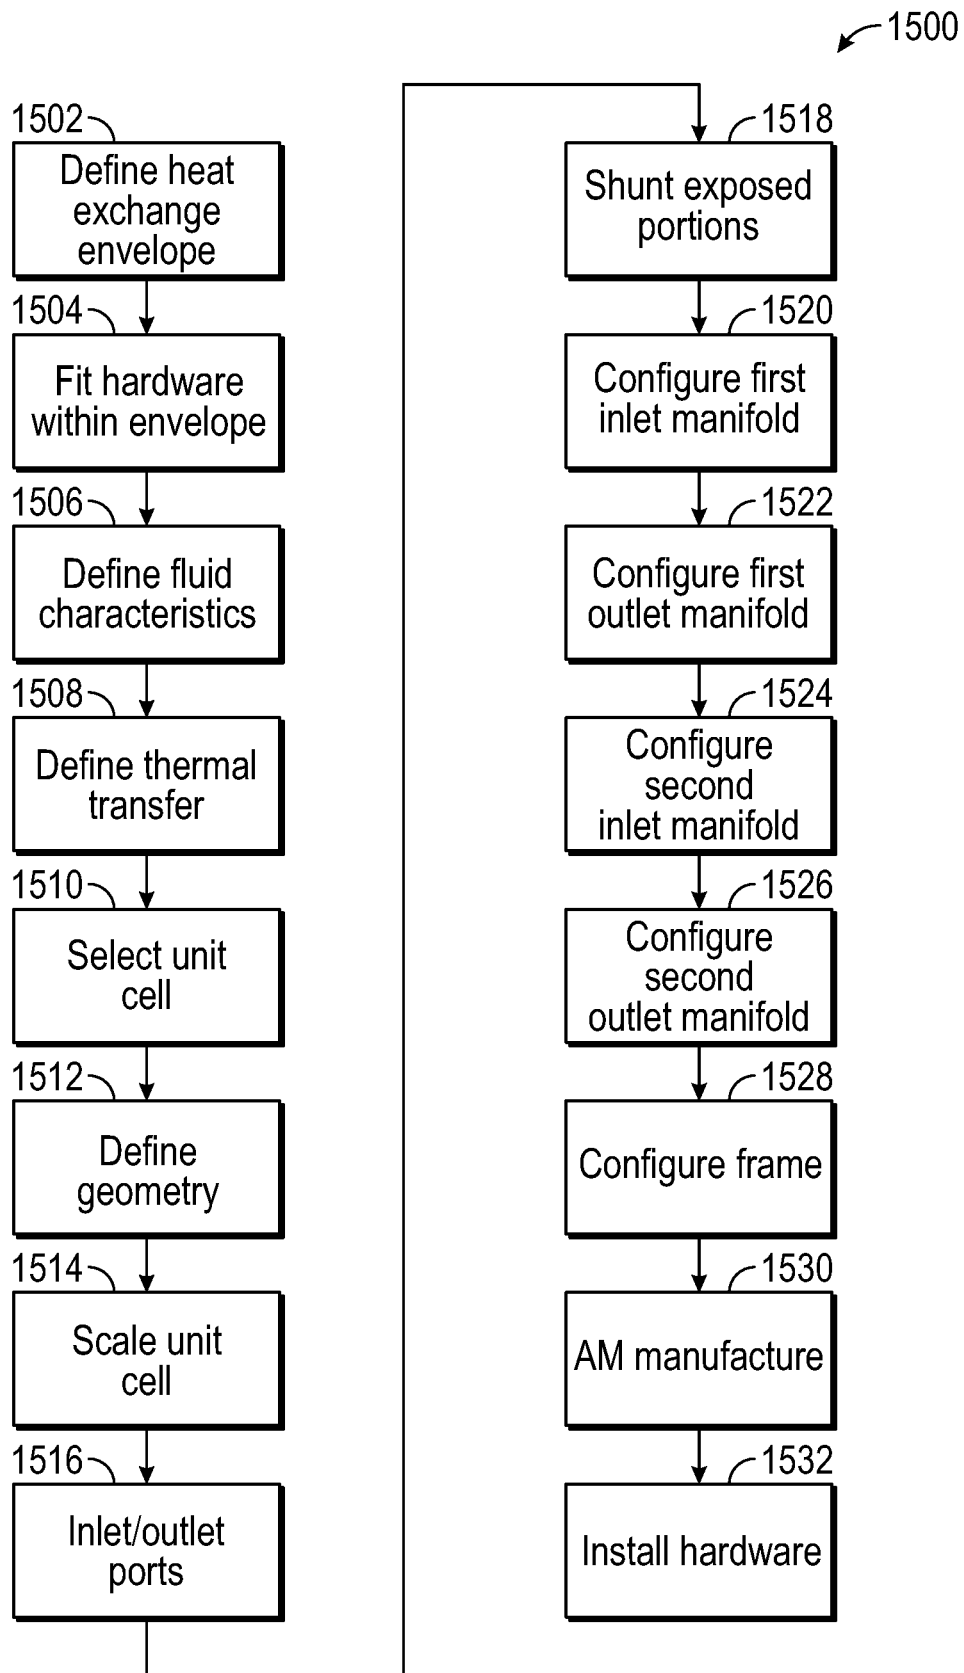 1500
1502
Define heat
exchange
envelope
1504
Fit hardware
within envelope
1506
Define fluid
characteristics
1508
Define thermal
transfer
1510
Select unit
cell
1512
Define
geometry
1514
Scale unit
cell
1516
Inlet/outlet
ports
1518
Shunt exposed
portions
1520
Configure first
inlet manifold
1522
Configure first
outlet manifold
1524
Configure
second
inlet manifold
1526
Configure
second
outlet manifold
1528
Configure frame
1530
AM manufacture
1532
Install hardware